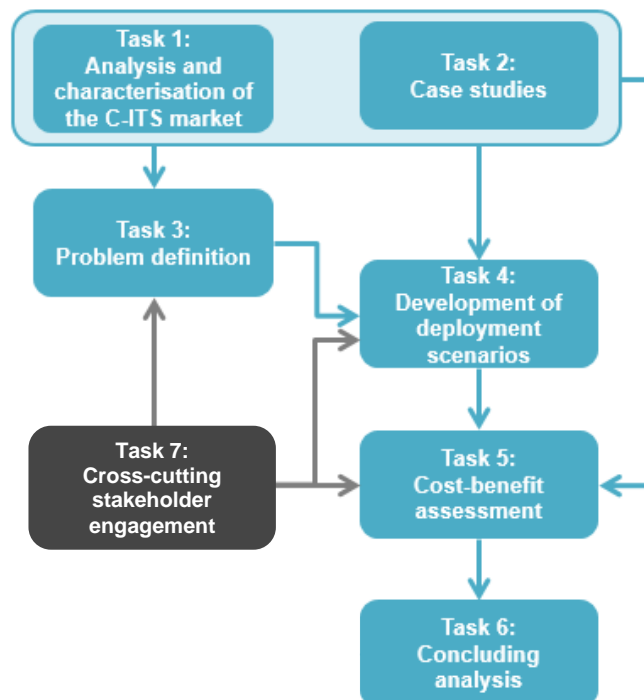 Task 1:
Analysis and
characterisation of
the C-ITS market
Task 2:
Case studies
Task 3:
Problem definition
Task 4:
Development of
deployment
scenarios
Task 7:
Cross-cutting
stakeholder
engagement
Task 5:
Cost-benefit
assessment
Task 6:
Concluding
analysis